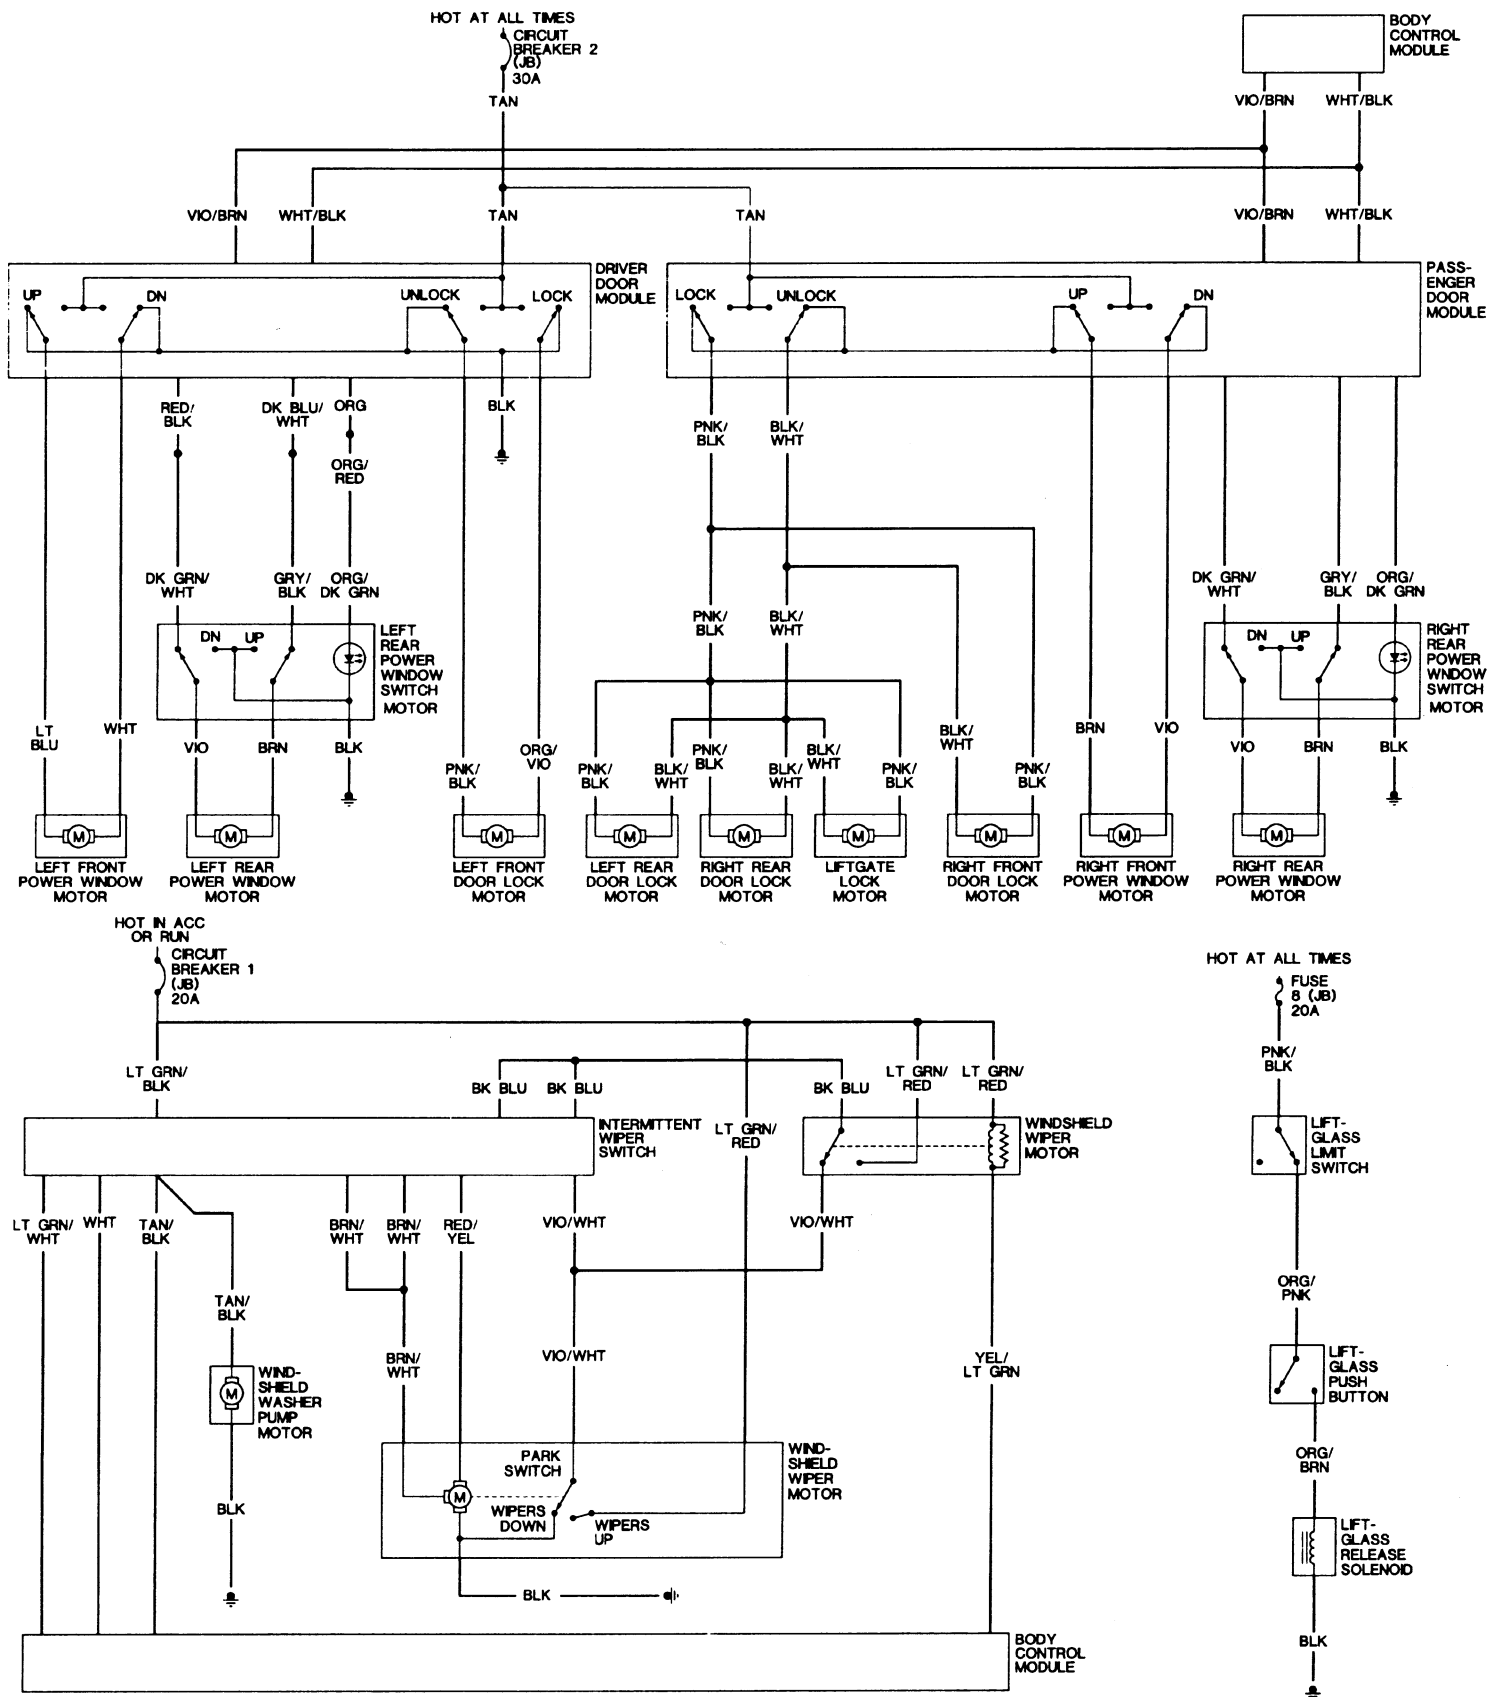 HOT AT ALL TIMES
CIRCUIT
BREAKER 2
(JB)
30A
TAN
BODY
CONTROL
MODULE
VIO/BRN
WHT/BLK
VIO/BRN
WHT/BLK
TAN
TAN
VIO/BRN
WHT/BLK
DRIVER
DOOR
MODULE
UP
DN
UNLOCK
LOCK
PASS-
ENGER
DOOR
MODULE
LOCK
UNLOCK
UP
DN
RED/
BLK
DK BLU/
WHT
ORG
BLK
ORG/
RED
PNK/
BLK
BLK/
WHT
DK GRN/
WHT
GRY/
BLK
ORG/
DK GRN
PNK/
BLK
BLK/
WHT
DK GRN/
WHT
GRY/
BLK
ORG/
DK GRN
DN
UP
LEFT
REAR
POWER
WINDOW
SWITCH
MOTOR
DN
UP
RIGHT
REAR
POWER
WNDOW
SWITCH
MOTOR
LT
BLU
WHT
VIO
BRN
BLK
PNK/
BLK
ORG/
VIO
PNK/
BLK
BLK/
WHT
PNK/
BLK
BLK/
WHT
BLK/
WHT
PNK/
BLK
BLK/
WHT
PNK/
BLK
BRN
VIO
VIO
BRN
BLK
M
M
M
M
M
M
M
M
M
LEFT FRONT
POWER WINDOW
MOTOR
LEFT REAR
POWER WINDOW
MOTOR
LEFT FRONT
DOOR LOCK
MOTOR
LEFT REAR
DOOR LOCK
MOTOR
RIGHT REAR
DOOR LOCK
MOTOR
LIFTGATE
LOCK
MOTOR
RIGHT FRONT
DOOR LOCK
MOTOR
RIGHT FRONT
POWER WINDOW
MOTOR
RIGHT REAR
POWER WINDOW
MOTOR
HOT IN ACC
OR RUN
CIRCUIT
BREAKER 1
(JB)
20A
HOT AT ALL TIMES
FUSE
8 (JB)
20A
LT GRN/
BLK
BK BLU
BK BLU
BK BLU
LT GRN/
RED
LT GRN/
RED
PNK/
BLK
INTERMITTENT
WIPER
SWITCH
LT GRN/
RED
WINDSHIELD
WIPER
MOTOR
LIFT-
GLASS
LIMIT
SWITCH
LT GRN/
WHT
WHT
TAN/
BLK
BRN/
WHT
BRN/
WHT
RED/
YEL
VIO/WHT
VIO/WHT
TAN/
BLK
ORG/
PNK
BRN/
WHT
VIO/WHT
YEL/
LT GRN
M
WIND-
SHIELD
WASHER
PUMP
MOTOR
LIFT-
GLASS
PUSH
BUTTON
PARK
SWITCH
WIND-
SHIELD
WIPER
MOTOR
ORG/
BRN
M
WIPERS
DOWN
WIPERS
UP
BLK
LIFT-
GLASS
RELEASE
SOLENOID
BLK
BLK
BODY
CONTROL
MODULE